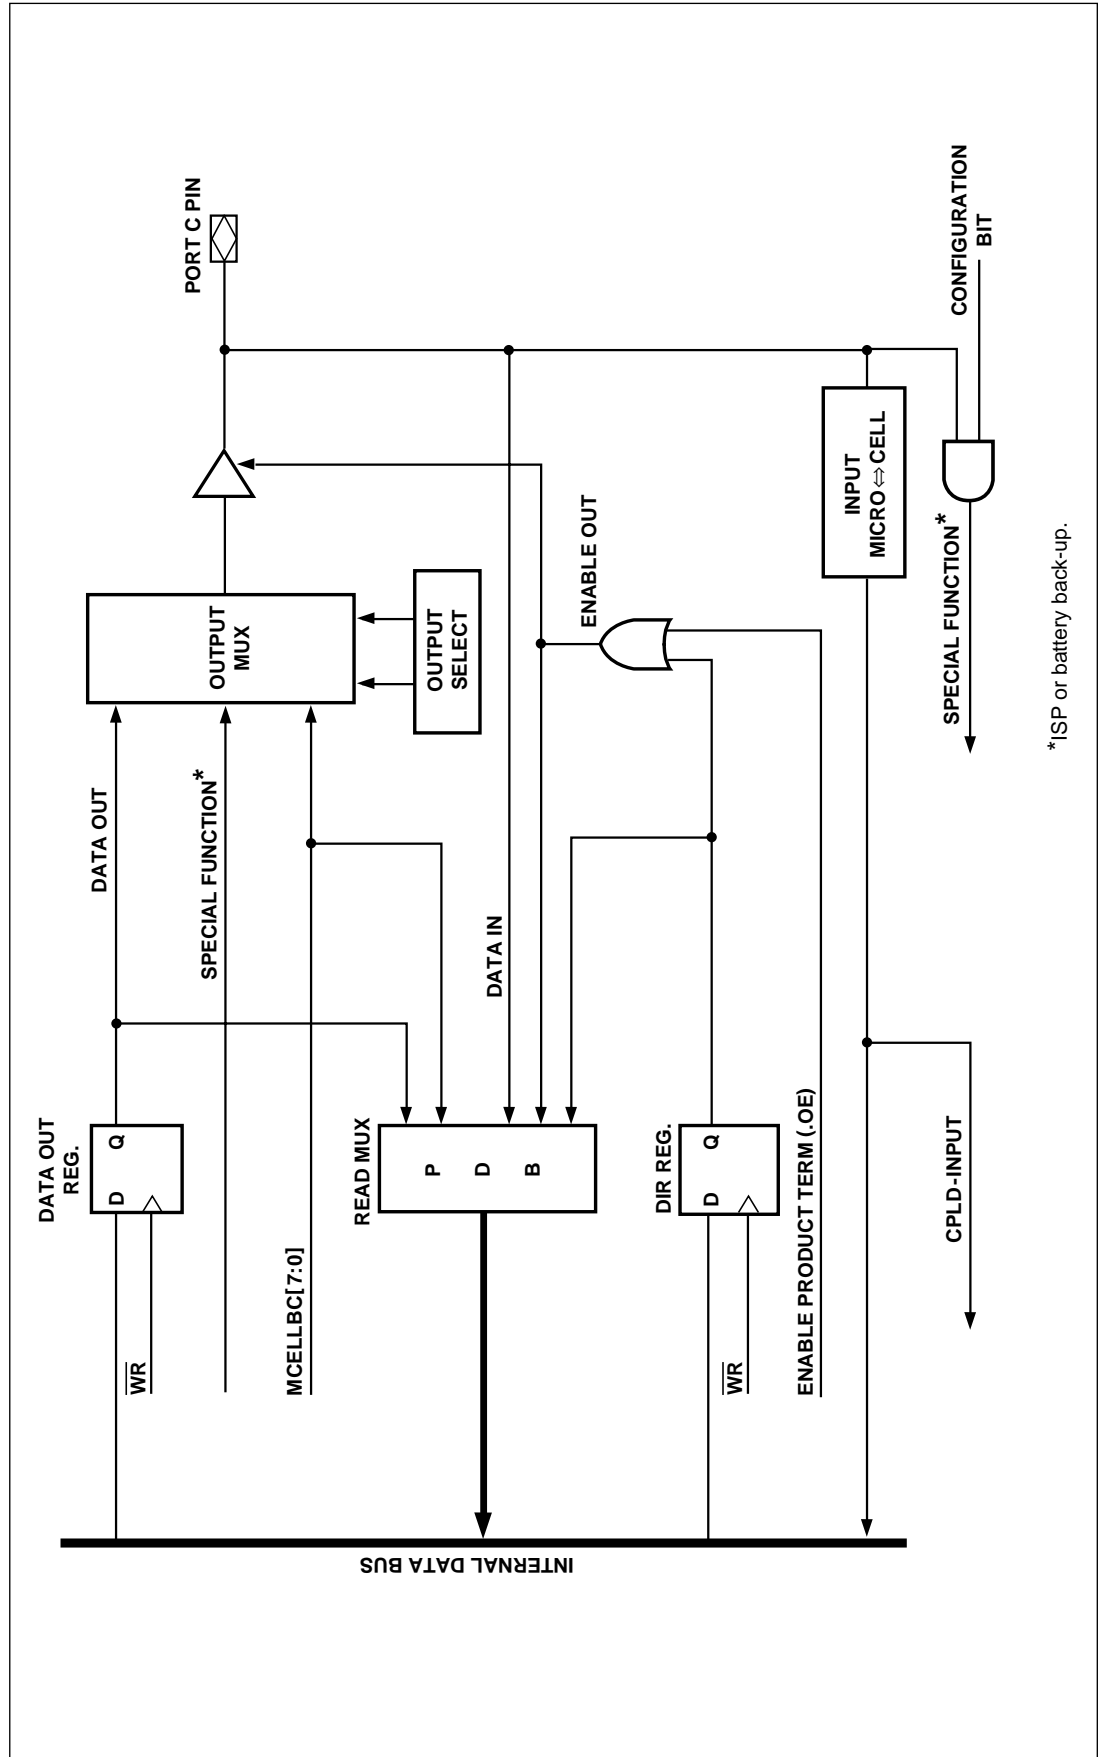 DATA OUT
REG.
D
Q
WR
DATA OUT
SPECIAL FUNCTION*
MCELLBC[7:0]
OUTPUT
MUX
OUTPUT
SELECT
PORT C PIN
READ MUX
P
D
B
DATA IN
ENABLE OUT
INTERNAL DATA BUS
DIR REG.
D
Q
WR
ENABLE PRODUCT TERM (.OE)
INPUT
MICRO⇔CELL
CPLD-INPUT
SPECIAL FUNCTION*
CONFIGURATION
BIT
*ISP or battery back-up.